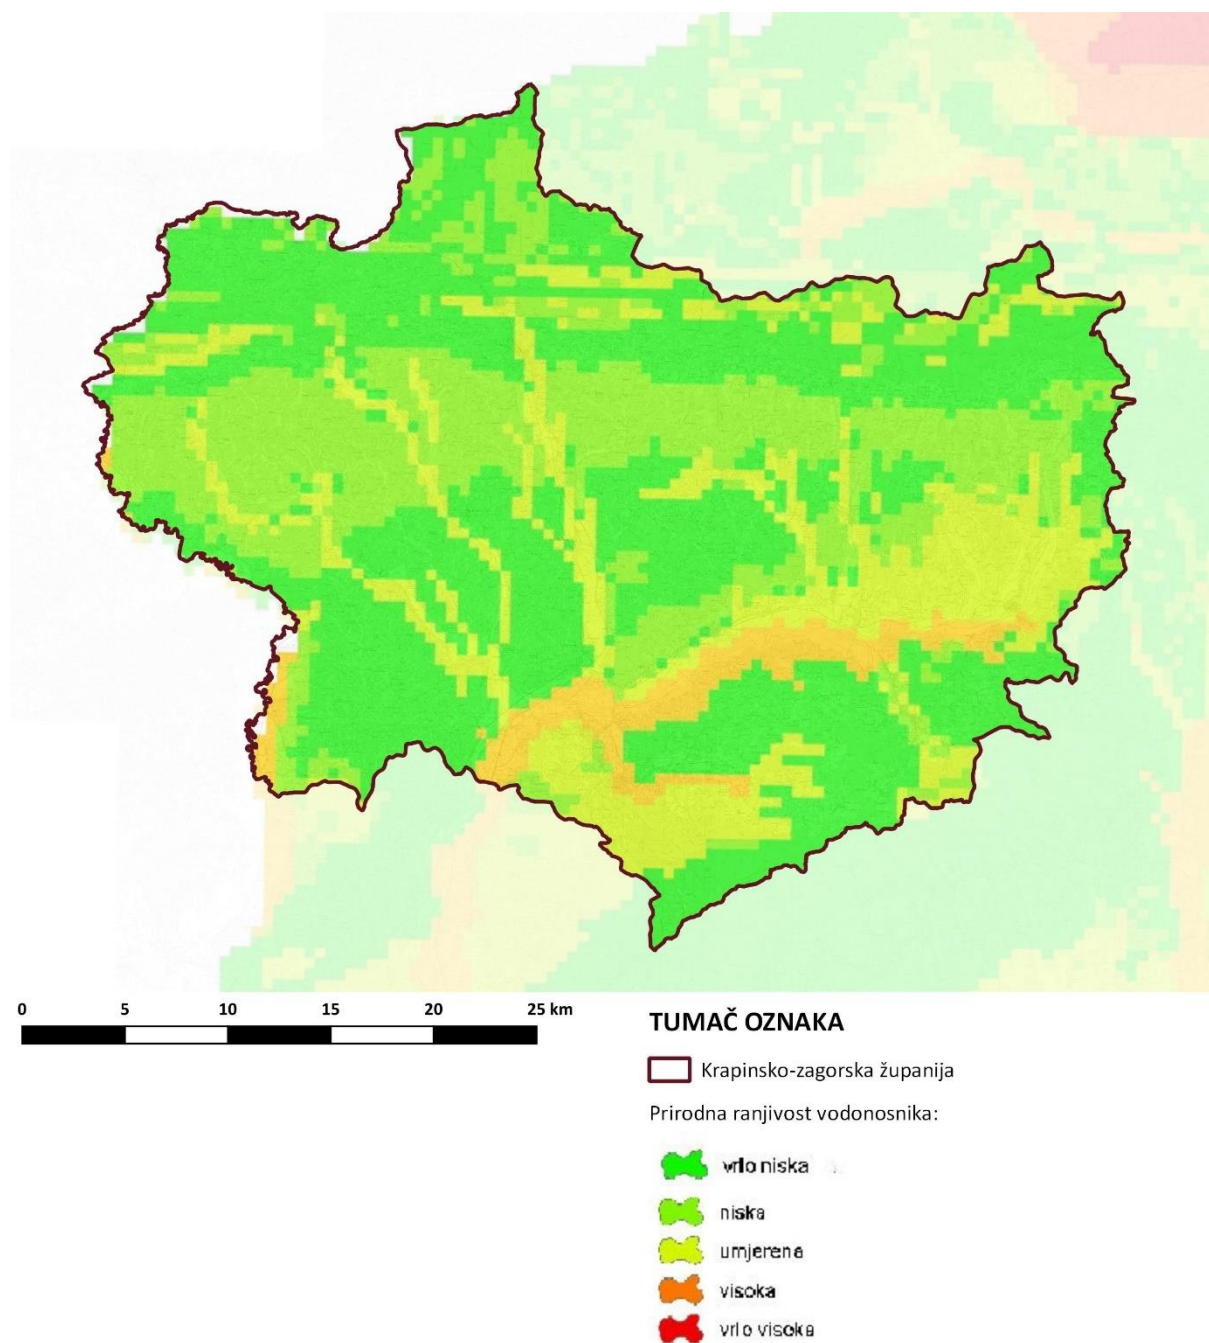 0 5 10 15 20 25 km
TUMAČ OZNAKA
Krapinsko-zagorska županija
Prirodna ranjivost vodonosnika:
vrlo niska
niska
umjerena
visoka
vrlo visoka